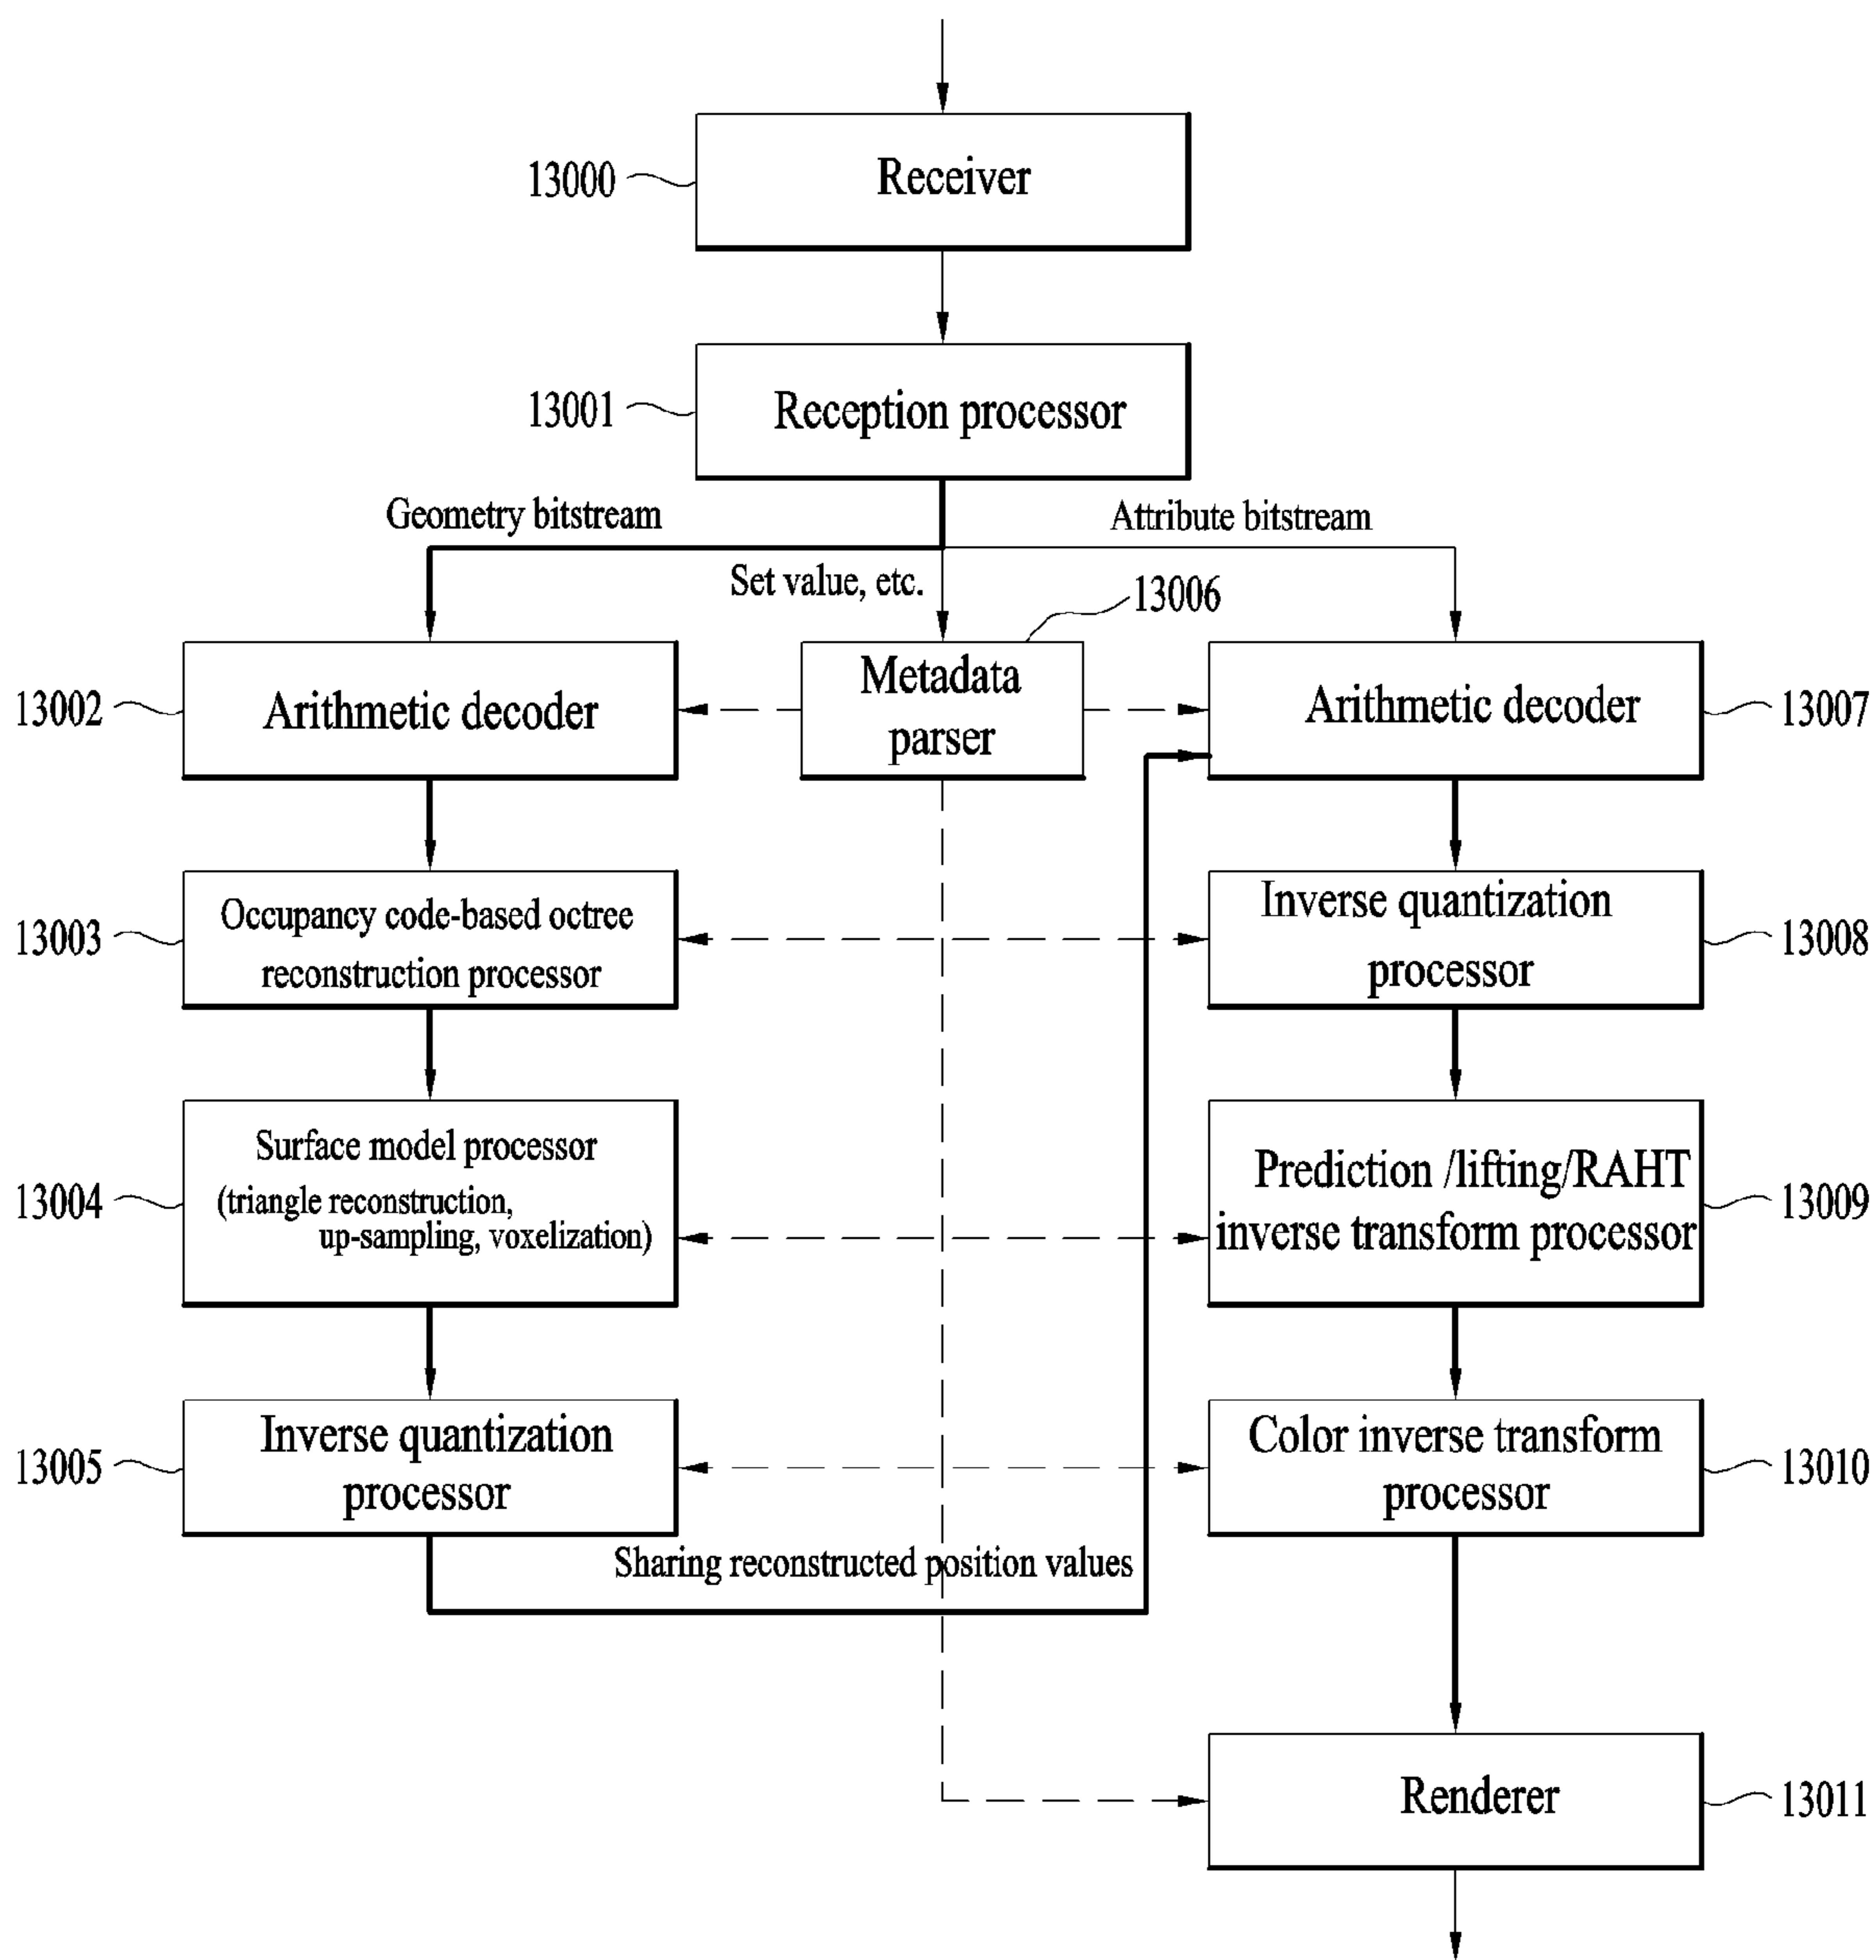 13000
Receiver
13001
Reception processor
Geometry bitstream
Attribute bitstream
Set value, etc.
13006
13002
Arithmetic decoder
Metadata
parser
Arithmetic decoder
13007
13003
Occupancy code-based octree
reconstruction processor
Inverse quantization
processor
13008
13004
Surface model processor
(triangle reconstruction,
up-sampling, voxelization)
Prediction /lifting/RAHT
inverse transform processor
13009
13005
Inverse quantization
processor
Color inverse transform
processor
13010
Sharing reconstructed position values
Renderer
13011